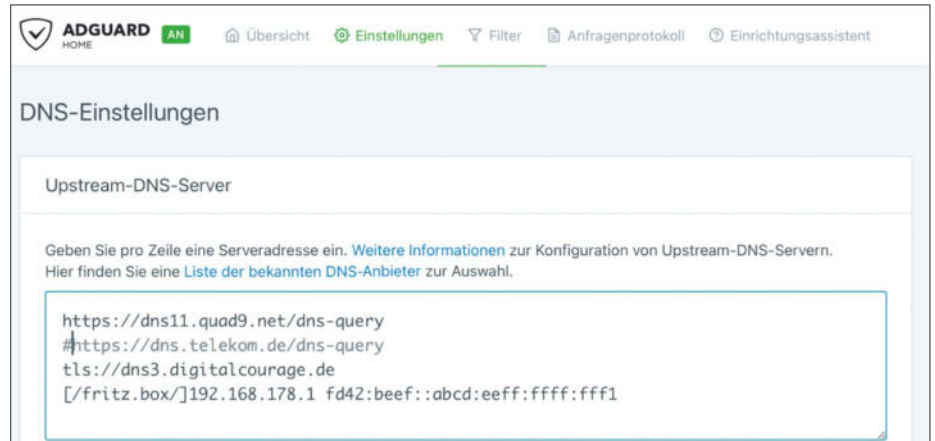 ADGUARD AN
HOME
Übersicht Einstellungen Filter Anfragenprotokoll Einrichtungsassistent
DNS-Einstellungen
Upstream-DNS-Server
Geben Sie pro Zeile eine Serveradresse ein. Weitere Informationen zur Konfiguration von Upstream-DNS-Servern.
Hier finden Sie eine Liste der bekannten DNS-Anbieter zur Auswahl.
https://dns11.quad9.net/dns-query
#https://dns.telekom.de/dns-query
tls://dns3.digitalcourage.de
[/fritz.box/]192.168.178.1 fd42:beef::abcd:eeff:ffff:fff1